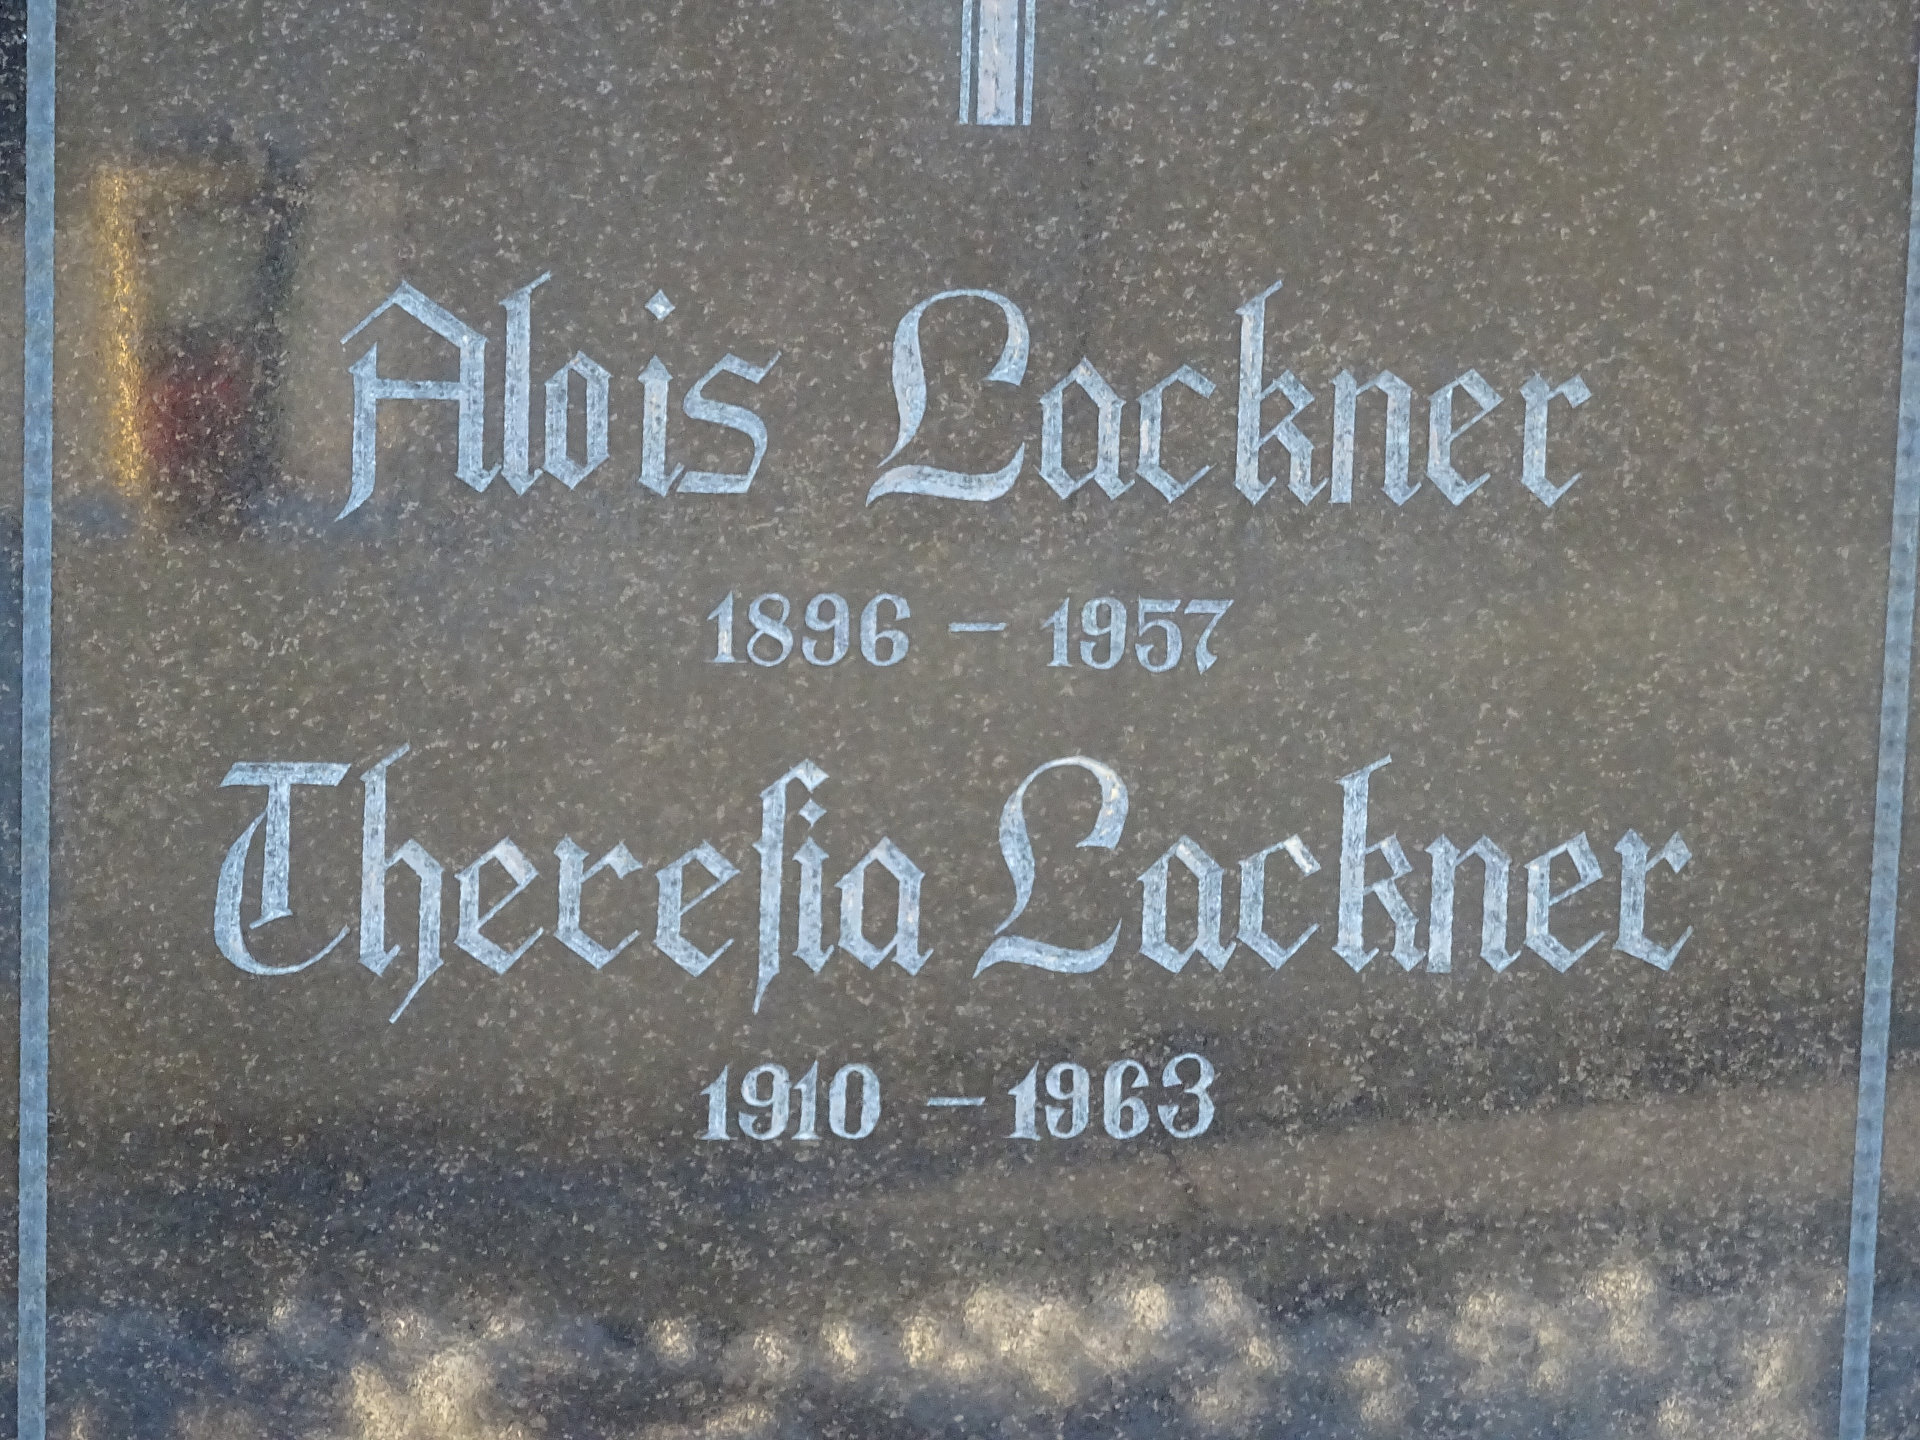 Alois Lackner
1896 – 1957
Thereſia Lackner
1910 – 1963